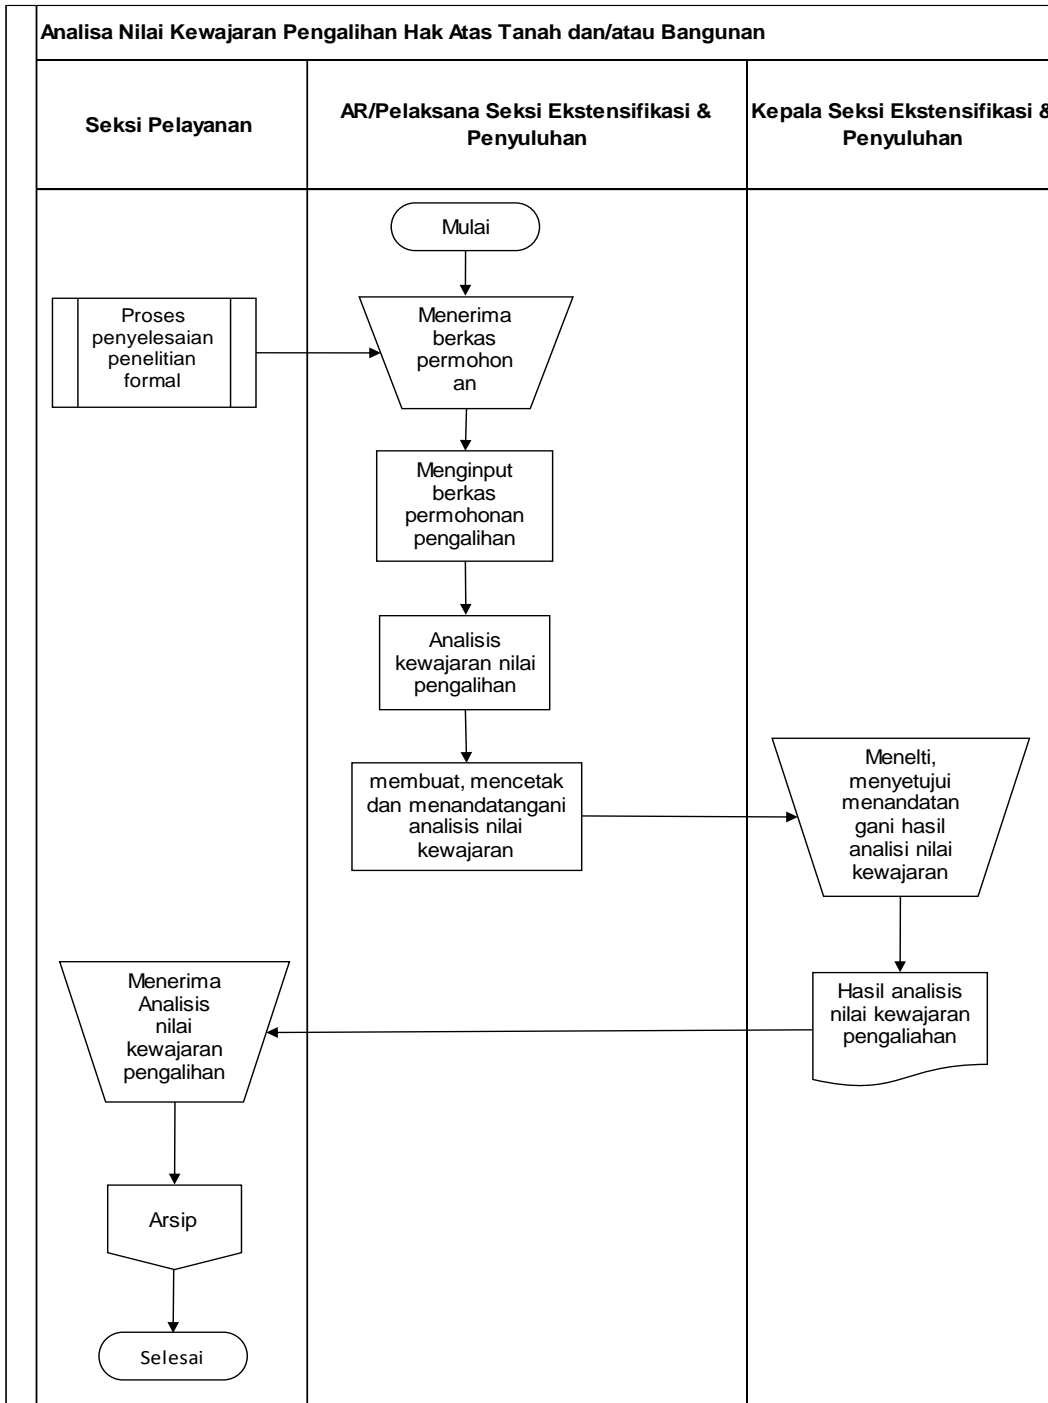 Analisa Nilai Kewajaran Pengalihan Hak Atas Tanah dan/atau Bangunan
Seksi Pelayanan
AR/Pelaksana Seksi Ekstensifikasi &
Penyuluhan
Kepala Seksi Ekstensifikasi &
Penyuluhan
Mulai
Proses
penyelesaian
penelitian
formal
Menerima
berkas
permohon
an
Menginput
berkas
permohonan
pengalihan
Analisis
kewajaran nilai
pengalihan
membuat, mencetak
dan menandatangani
analisis nilai
kewajaran
Menelti,
menyetujui
menandatan
gani hasil
analisi nilai
kewajaran
Hasil analisis
nilai kewajaran
pengaliahan
Menerima
Analisis
nilai
kewajaran
pengalihan
Arsip
Selesai